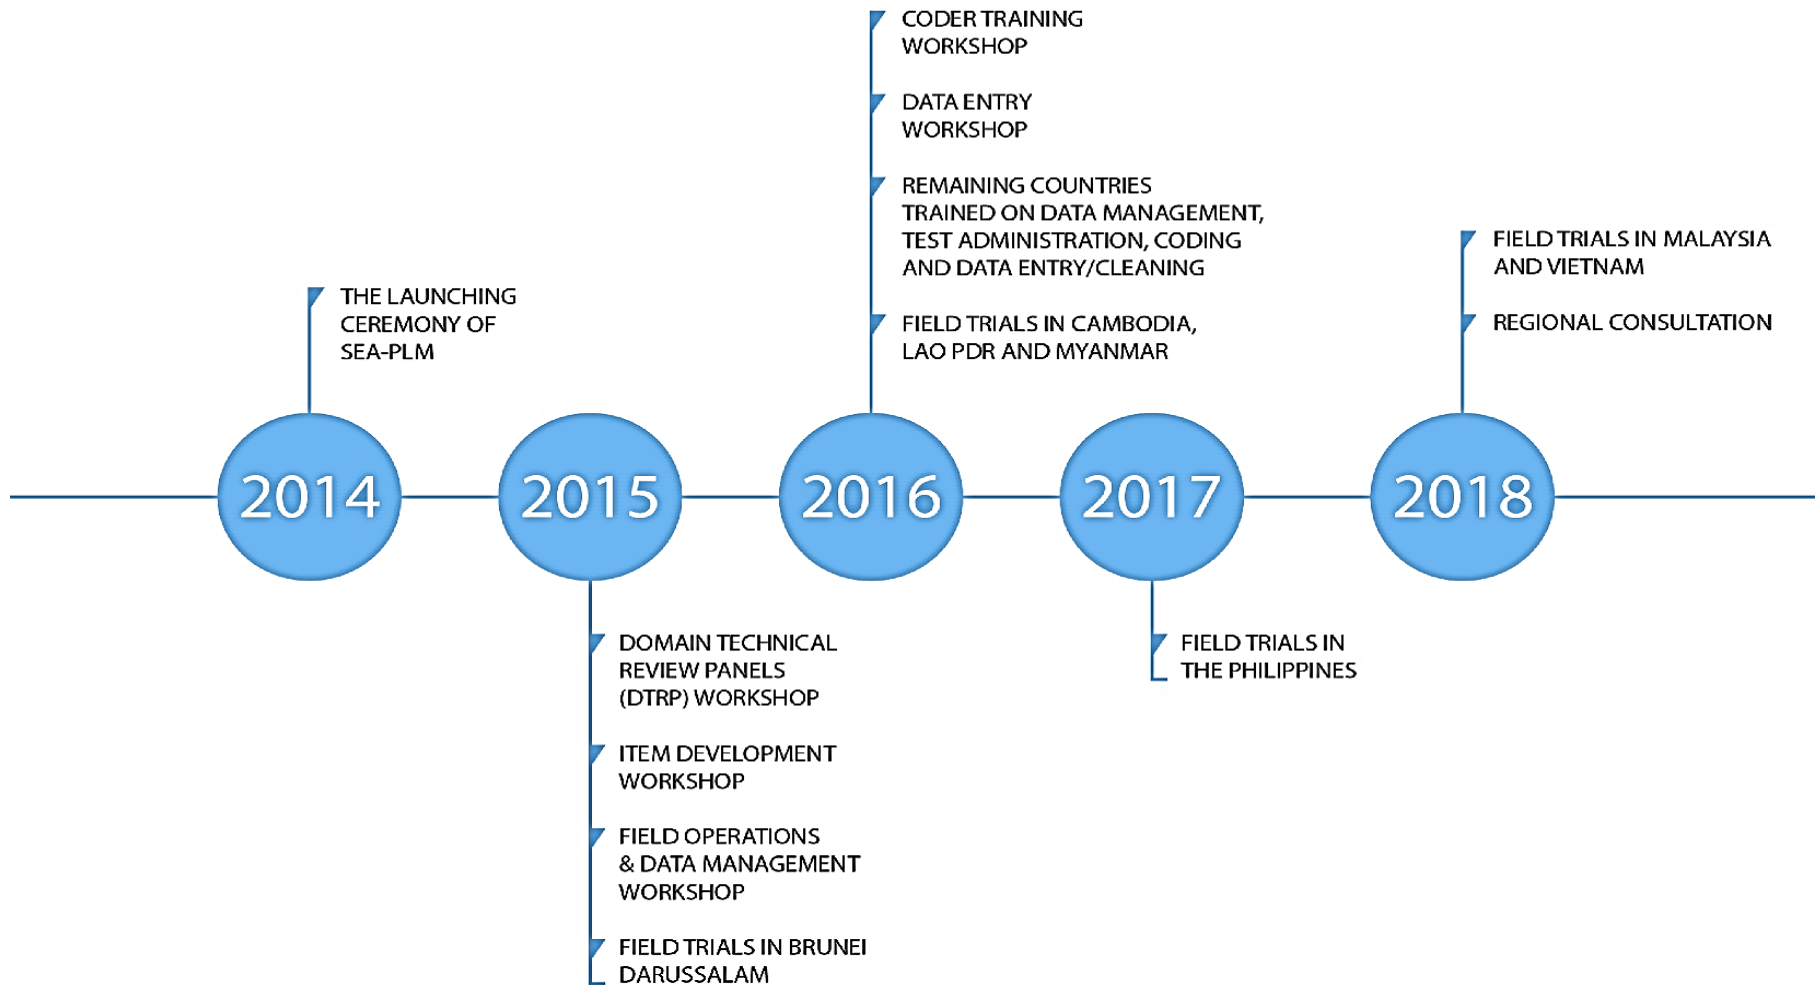 2014
THE LAUNCHING
CEREMONY OF
SEA-PLM
2015
DOMAIN TECHNICAL
REVIEW PANELS
(DTRP) WORKSHOP
ITEM DEVELOPMENT
WORKSHOP
FIELD OPERATIONS
& DATA MANAGEMENT
WORKSHOP
FIELD TRIALS IN BRUNEI
DARUSSALAM
2016
CODER TRAINING
WORKSHOP
DATA ENTRY
WORKSHOP
REMAINING COUNTRIES
TRAINED ON DATA MANAGEMENT,
TEST ADMINISTRATION, CODING
AND DATA ENTRY/CLEANING
FIELD TRIALS IN CAMBODIA,
LAO PDR AND MYANMAR
2017
FIELD TRIALS IN
THE PHILIPPINES
2018
FIELD TRIALS IN MALAYSIA
AND VIETNAM
REGIONAL CONSULTATION